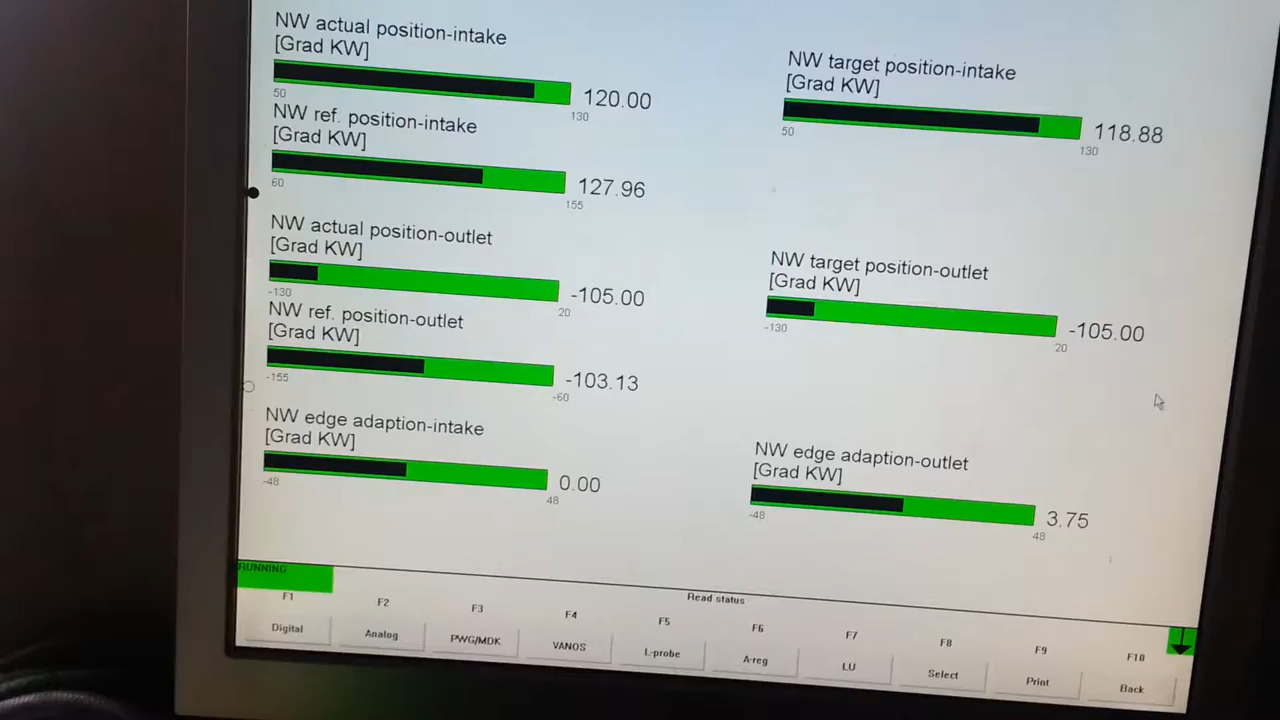 NW actual position-intake
[Grad KW]
120.00
50
130
NW target position-intake
[Grad KW]
118.88
50
130
NW ref. position-intake
[Grad KW]
127.96
60
155
NW actual position-outlet
[Grad KW]
-105.00
-130
20
NW target position-outlet
[Grad KW]
-105.00
-130
20
NW ref. position-outlet
[Grad KW]
-103.13
-155
-60
NW edge adaption-intake
[Grad KW]
0.00
-48
48
NW edge adaption-outlet
[Grad KW]
3.75
-48
48
RUNNING
Read status
F1 F2 F3 F4 F5 F6 F7 F8 F9 F10
Digital Analog PWG/MDK VANOS L-probe A-reg LU Select Print Back